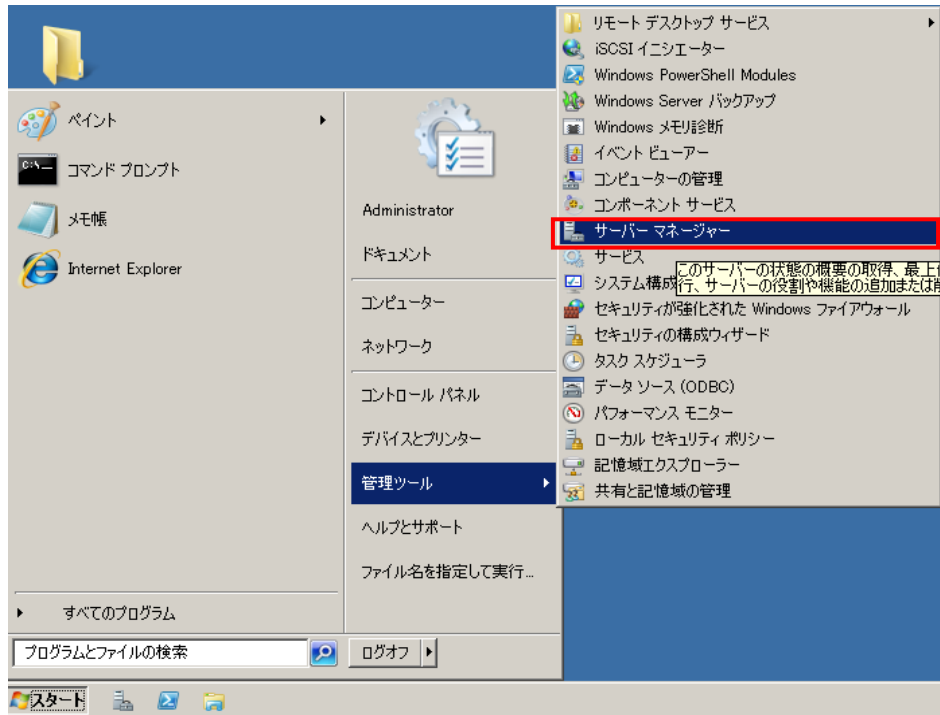 ペイント
コマンド プロンプト
メモ帳
Internet Explorer
すべてのプログラム
プログラムとファイルの検索
Administrator
ドキュメント
コンピューター
ネットワーク
コントロール パネル
デバイスとプリンター
管理ツール
ヘルプとサポート
ファイル名を指定して実行...
ログオフ
リモート デスクトップ サービス
iSCSI イニシエーター
Windows PowerShell Modules
Windows Server バックアップ
Windows メモリ診断
イベント ビューアー
コンピューターの管理
コンポーネント サービス
サーバー マネージャー
サービス
このサーバーの状態の概要の取得、最上
システム構成
行、サーバーの役割や機能の追加または
セキュリティが強化された Windows ファイアウォール
セキュリティの構成ウィザード
タスク スケジューラ
データ ソース (ODBC)
パフォーマンス モニター
ローカル セキュリティ ポリシー
記憶域エクスプローラー
共有と記憶域の管理
スタート